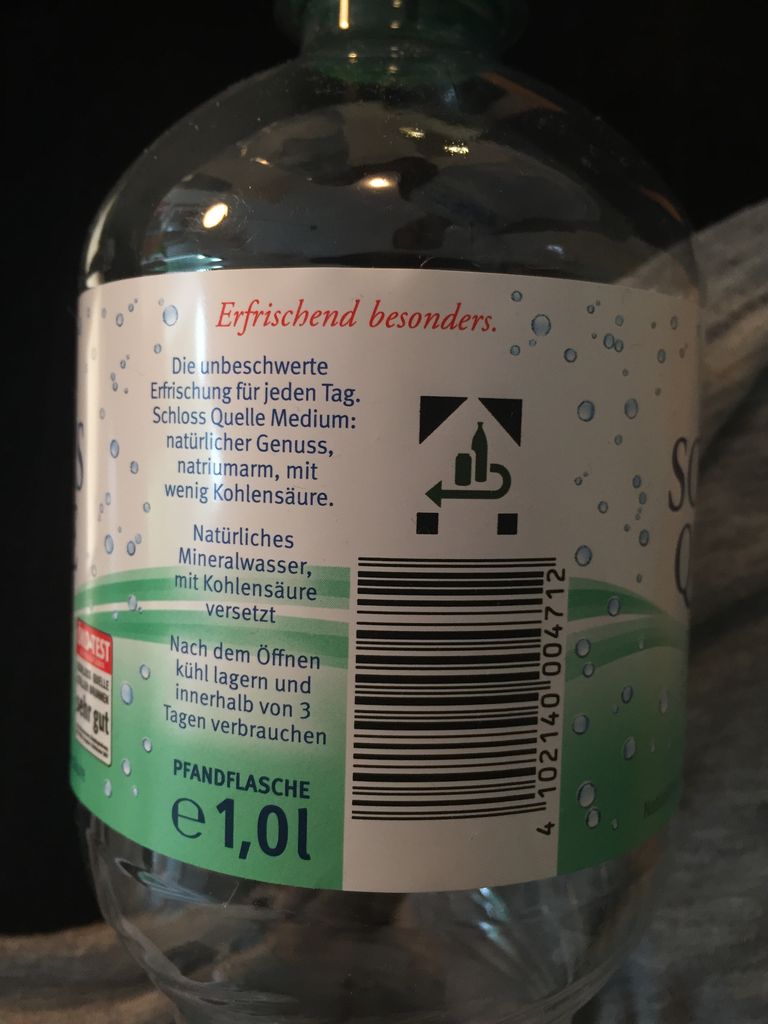 Erfrischend besonders.
Die unbeschwerte
Erfrischung für jeden Tag.
Schloss Quelle Medium:
natürlicher Genuss,
natriumarm, mit
wenig Kohlensäure.
Natürliches
Mineralwasser,
mit Kohlensäure
versetzt
Nach dem Öffnen
kühl lagern und
innerhalb von 3
Tagen verbrauchen
PFANDFLASCHE
e 1,0l
4 102140 004712
TEST
gut